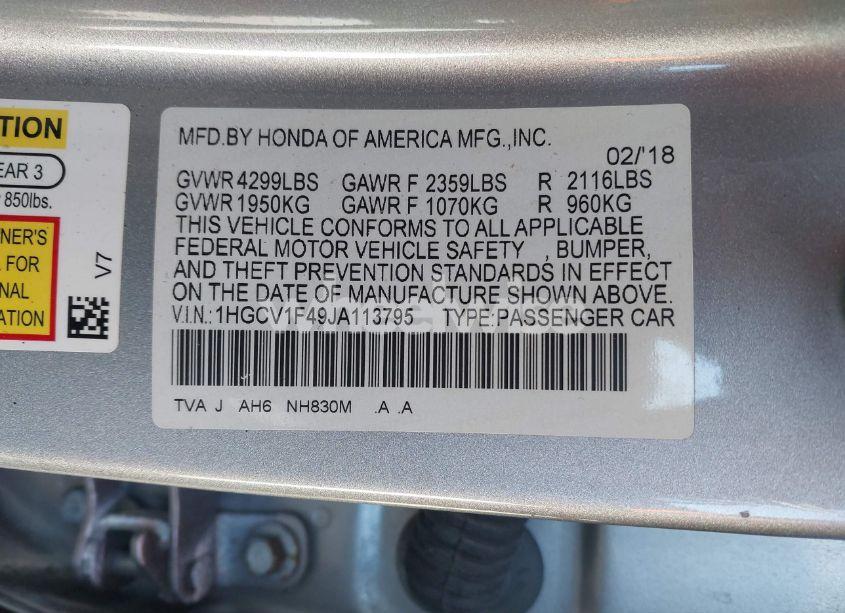 TION
EAR 3
850lbs.
NER'S
FOR
NAL
VATION
V7
MFD.BY HONDA OF AMERICA MFG.,INC.
02/'18
GVWR 4299LBS GAWR F 2359LBS R 2116LBS
GVWR 1950KG GAWR F 1070KG R 960KG
THIS VEHICLE CONFORMS TO ALL APPLICABLE
FEDERAL MOTOR VEHICLE SAFETY , BUMPER,
AND THEFT PREVENTION STANDARDS IN EFFECT
ON THE DATE OF MANUFACTURE SHOWN ABOVE.
V.I.N.:1HGCV1F49JA113795 TYPE:PASSENGER CAR
TVA J AH6 NH830M .A .A